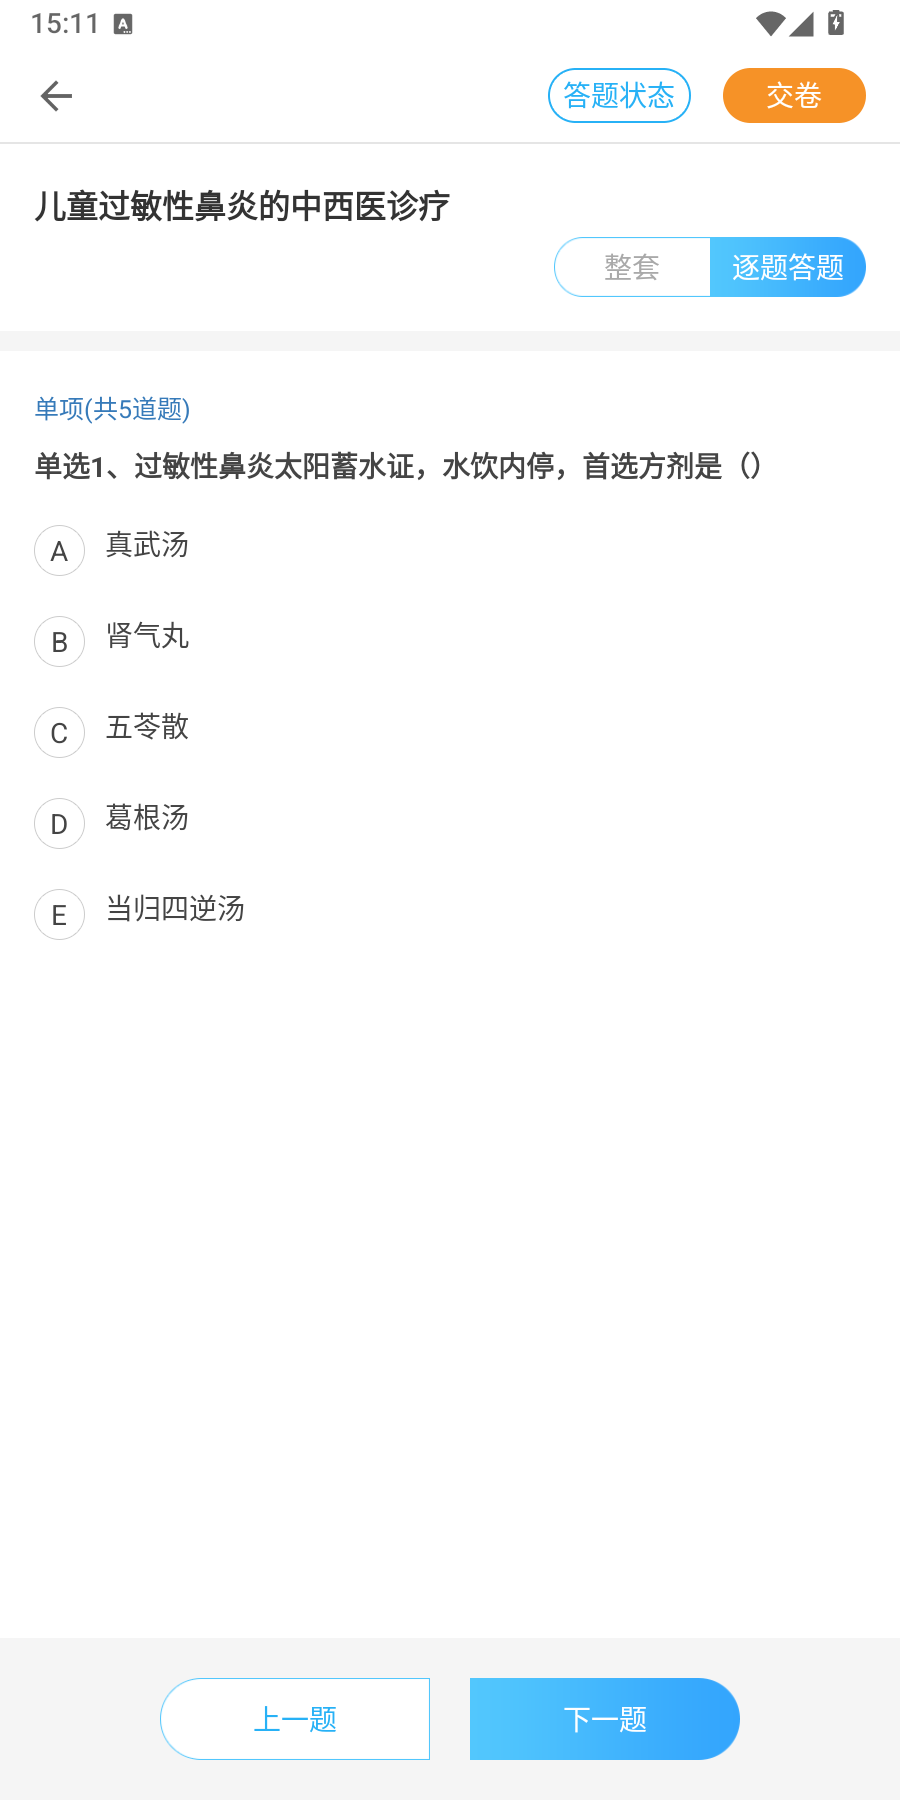 15:11
答题状态
交卷
儿童过敏性鼻炎的中西医诊疗
整套
逐题答题
单项(共5道题)
单选1、过敏性鼻炎太阳蓄水证，水饮内停，首选方剂是（）
A 真武汤
B 肾气丸
C 五苓散
D 葛根汤
E 当归四逆汤
上一题
下一题